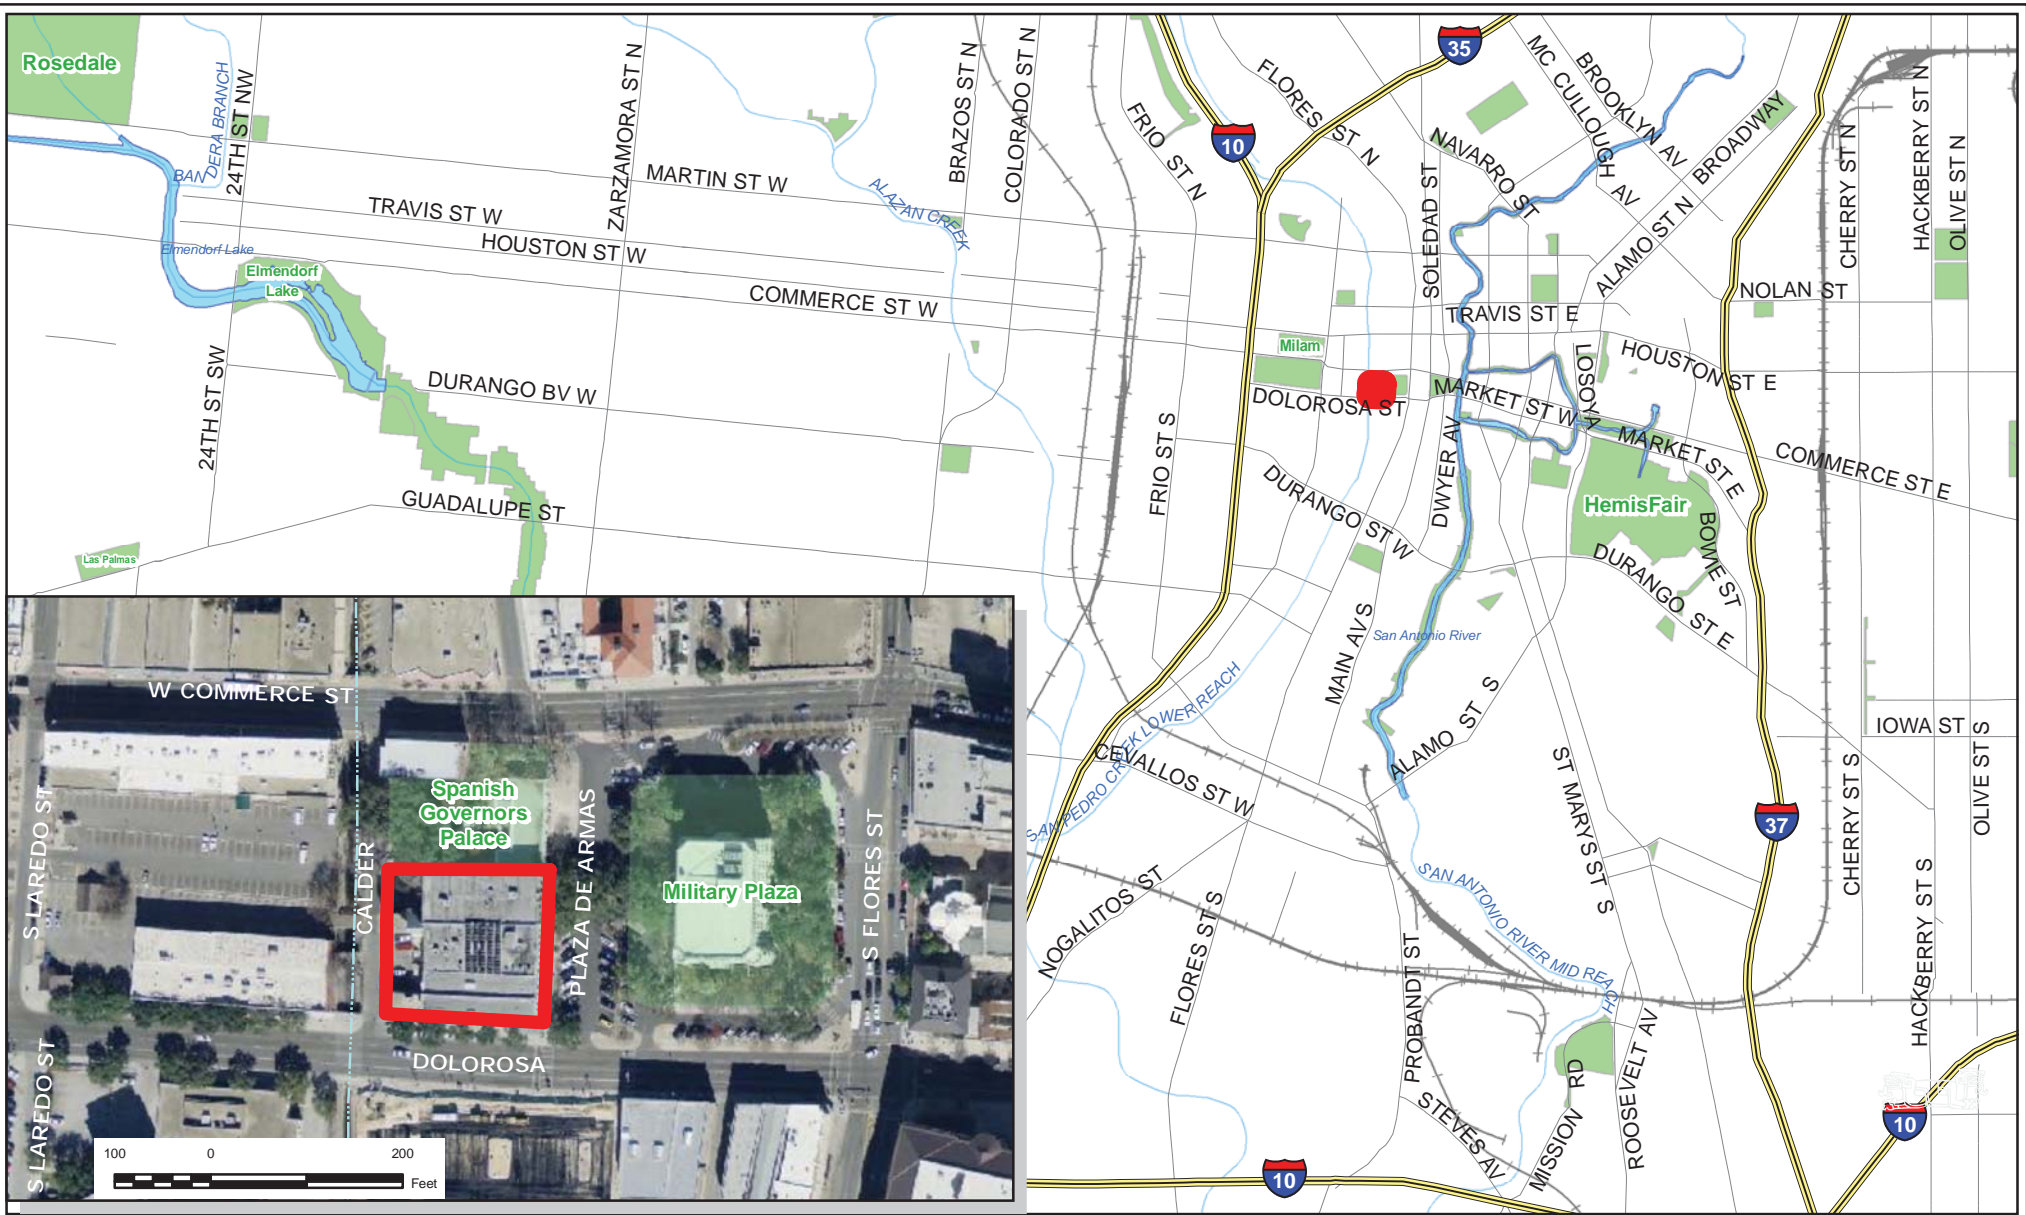 Rosedale
BANDERA BRANCH
24TH ST NW
ZARZAMORA ST N
BRAZOS ST N
COLORADO ST N
MARTIN ST W
TRAVIS ST W
HOUSTON ST W
COMMERCE ST W
ALAZAN CREEK
Elmendorf Lake
Elmendorf
Lake
24TH ST SW
DURANGO BV W
GUADALUPE ST
Las Palmas
FRIO ST N
10
FLORES ST N
35
MC CULLOUGH AV
BROOKLYN AV
NAVARRO ST
BROADWAY
ALAMO ST N
SOLEDAD ST
CHERRY ST N
HACKBERRY ST N
OLIVE ST N
NOLAN ST
TRAVIS ST E
Milam
HOUSTON ST E
LOSOYA
DOLOROSA ST
MARKET ST W
MARKET ST E
COMMERCE ST E
FRIO ST S
DURANGO ST W
DWYER AV
HemisFair
BOWIE ST
DURANGO ST E
San Antonio River
MAIN AV S
ALAMO ST S
SAN PEDRO CREEK LOWER REACH
CEVALLOS ST W
ST MARYS ST S
IOWA ST
37
CHERRY ST S
OLIVE ST S
HACKBERRY ST S
NOGALITOS ST
FLORES ST S
SAN ANTONIO RIVER MID REACH
PROBANDT ST
STEVES AV
MISSION RD
ROOSEVELT AV
10
10
W COMMERCE ST
S LAREDO ST
CALDER
Spanish
Governors
Palace
PLAZA DE ARMAS
Military Plaza
S FLORES ST
DOLOROSA
S LAREDO ST
100 0 200
Feet